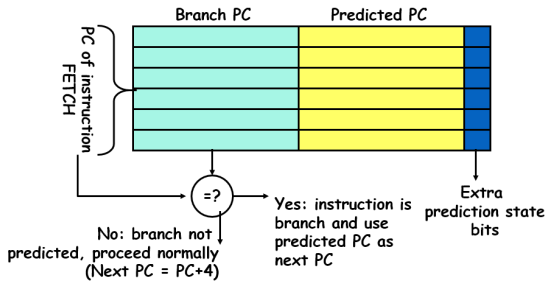 Branch PC
Predicted PC
PC of instruction
FETCH
=?
Yes: instruction is
branch and use
predicted PC as
next PC
Extra
prediction state
bits
No: branch not
predicted, proceed normally
(Next PC = PC+4)